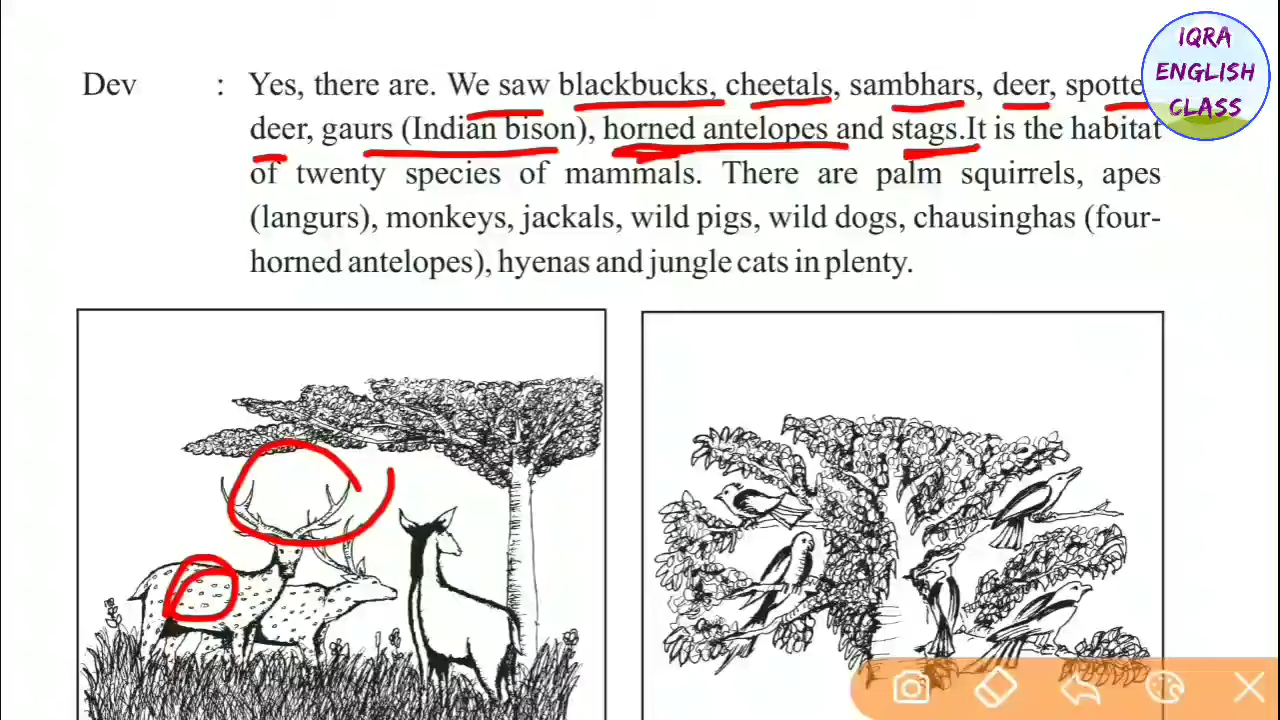 IQRA
ENGLISH
CLASS
Dev : Yes, there are. We saw blackbucks, cheetals, sambhars, deer, spotte
deer, gaurs (Indian bison), horned antelopes and stags.It is the habitat
of twenty species of mammals. There are palm squirrels, apes
(langurs), monkeys, jackals, wild pigs, wild dogs, chausinghas (four-
horned antelopes), hyenas and jungle cats in plenty.